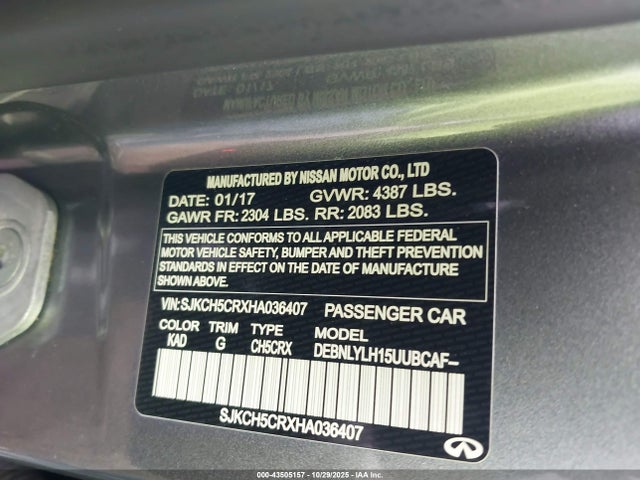 MANUFACTURED BY NISSAN MOTOR CO., LTD
DATE: 01/17 GVWR: 4387 LBS.
GAWR FR: 2304 LBS. RR: 2083 LBS.
THIS VEHICLE CONFORMS TO ALL APPLICABLE FEDERAL
MOTOR VEHICLE SAFETY, BUMPER AND THEFT PREVENTION
STANDARDS IN EFFECT ON THE DATE OF MANUFACTURE
SHOWN ABOVE.
VIN: SJKCH5CRXHA036407 PASSENGER CAR
COLOR TRIM TYPE MODEL
KAD G CH5CRX DEBNLYLH15UUBCAF--
SJKCH5CRXHA036407
INFINITI
000-43505157 - 10/29/2025 - IAAI.COM